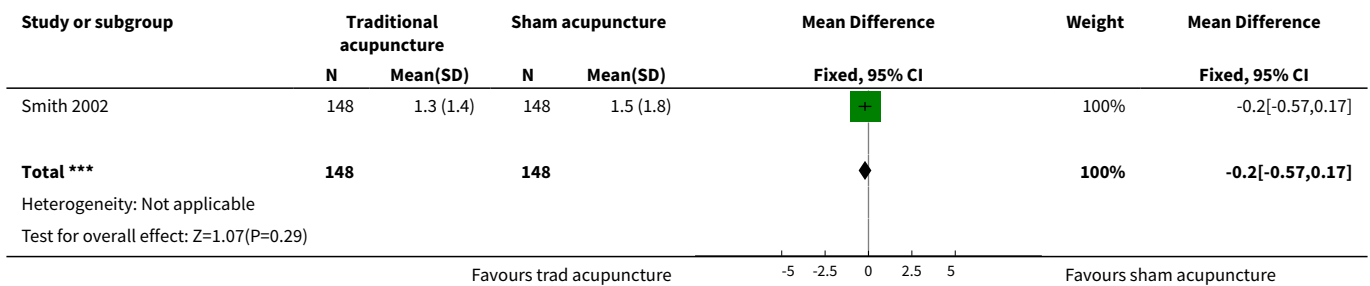 Study or subgroup Traditional acupuncture Sham acupuncture Mean Difference Weight Mean Difference
N Mean(SD) N Mean(SD) Fixed, 95% CI Fixed, 95% CI
Smith 2002 148 1.3 (1.4) 148 1.5 (1.8) 100% -0.2[-0.57,0.17]
Total *** 148 148 100% -0.2[-0.57,0.17]
Heterogeneity: Not applicable
Test for overall effect: Z=1.07(P=0.29)
Favours trad acupuncture -5 -2.5 0 2.5 5 Favours sham acupuncture